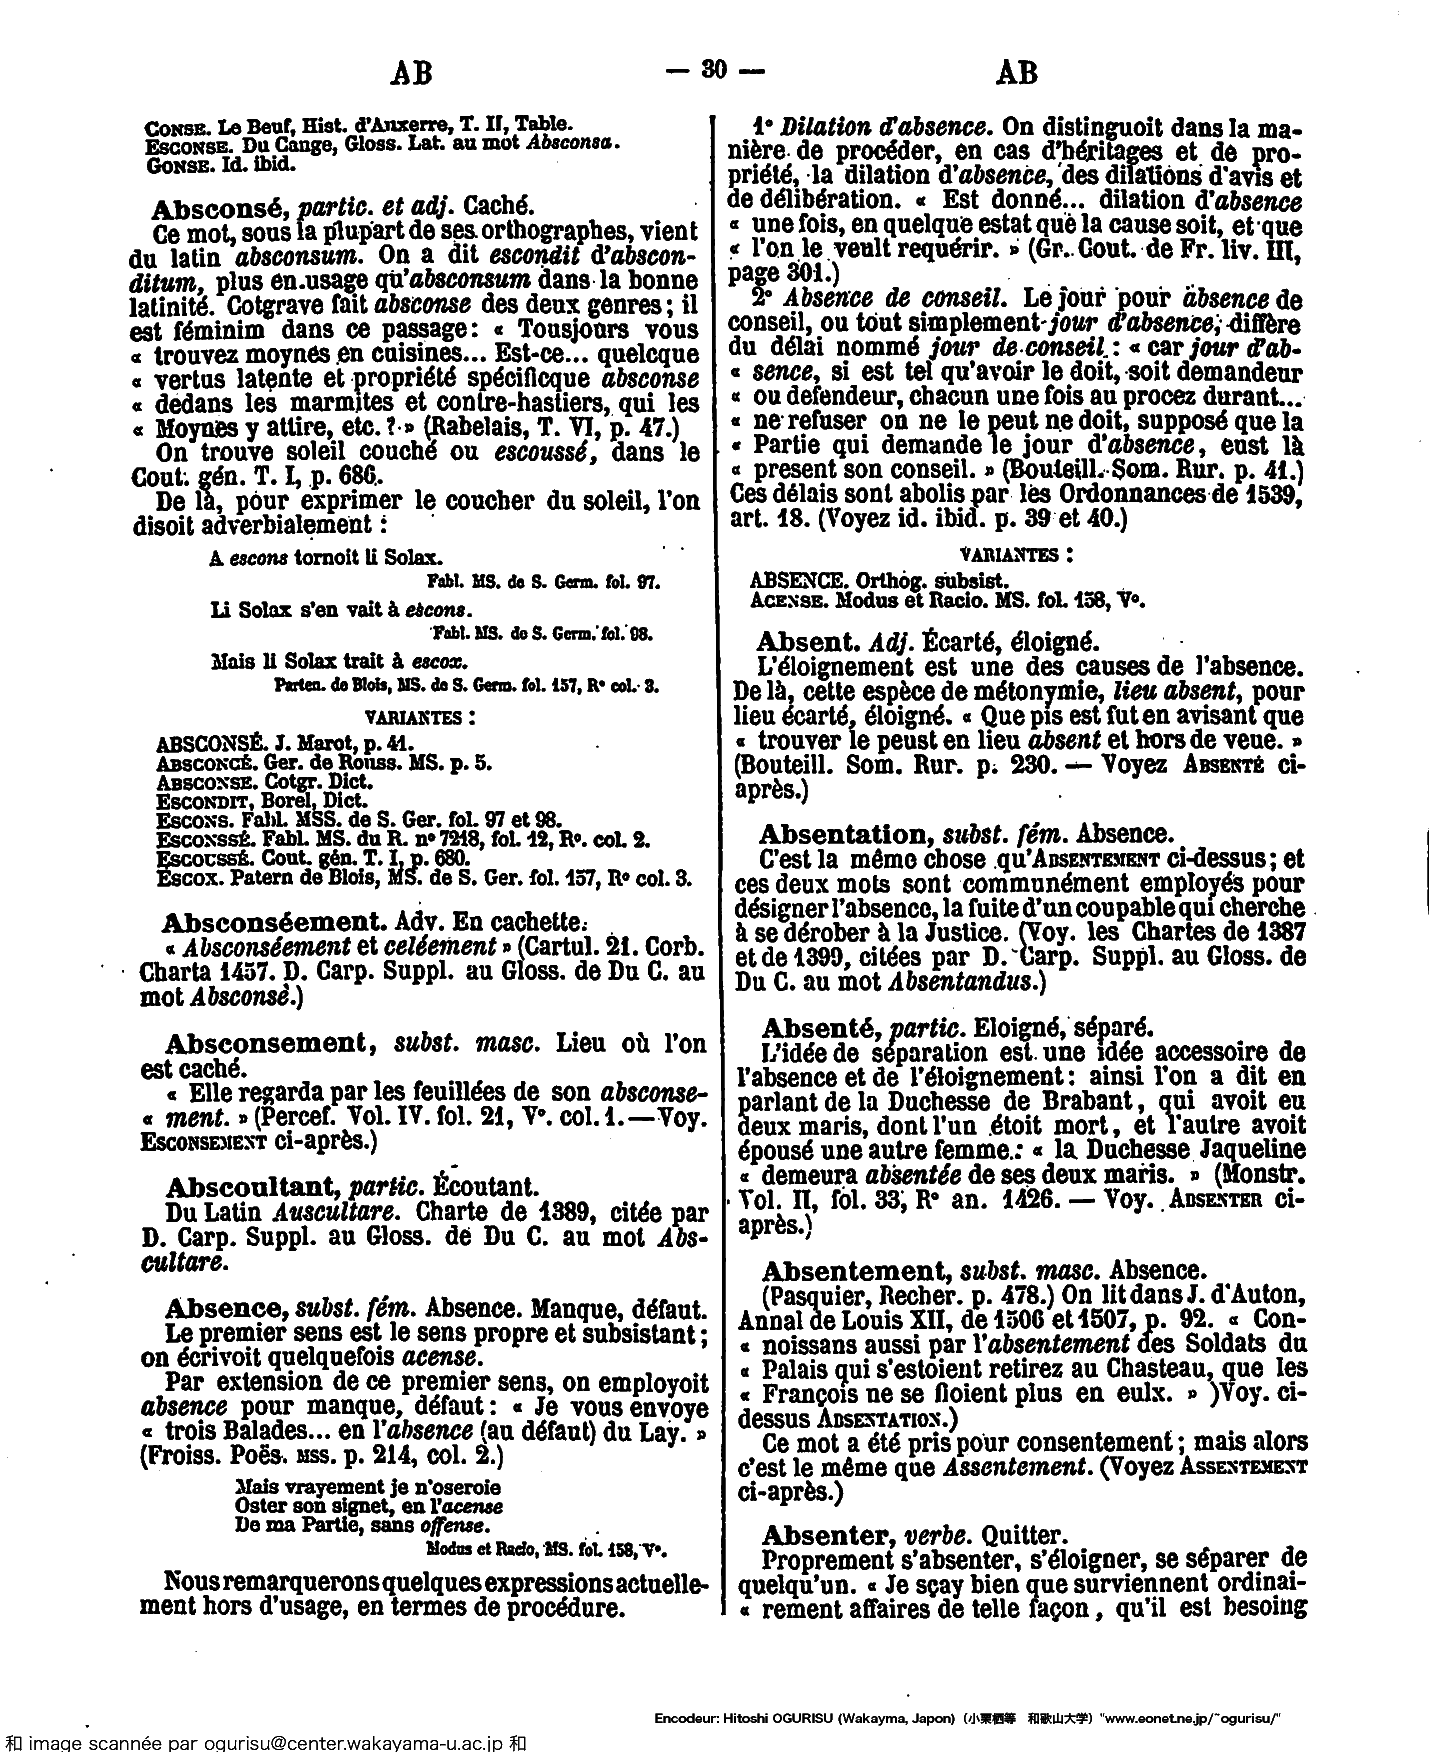 AB — 30 — AB
CONSE. Le Beuf, Hist. d'Auxerre, T. II, Table.
ESCONSE. Du Cange, Gloss. Lat. au mot Absconsa.
GONSE. Id. ibid.
Absconsé, partic. et adj. Caché.
Ce mot, sous la plupart de ses orthographes, vient
du latin absconsum. On a dit escondit d'abscon-
ditum, plus en usage qu'absconsum dans la bonne
latinité. Cotgrave fait absconse des deux genres ; il
est féminim dans ce passage : « Tousjours vous
« trouvez moynes en cuisines... Est-ce... quelcque
« vertus latente et propriété spécificque absconse
« dedans les marmites et contre-hastiers, qui les
« Moynes y attire, etc. ? » (Rabelais, T. VI, p. 47.)
On trouve soleil couché ou escoussé, dans le
Cout. gén. T. I, p. 686.
De là, pour exprimer le coucher du soleil, l'on
disoit adverbialement :
A escons tornoit li Solax.
Fabl. MS. de S. Germ. fol. 97.
Li Solax s'en vait à escons.
Fabl. MS. de S. Germ. fol. 98.
Mais li Solax trait à escox.
Parten. de Blois, MS. de S. Germ. fol. 157, R° col. 3.
VARIANTES :
ABSCONSÉ. J. Marot, p. 41.
ABSCONCÉ. Ger. de Rouss. MS. p. 5.
ABSCONSE. Cotgr. Dict.
ESCONDIT, Borel, Dict.
ESCONS. Fabl. MSS. de S. Ger. fol. 97 et 98.
ESCONSSÉ. Fabl. MS. du R. n° 7218, fol. 12, R°. col. 2.
ESCOUSSÉ. Cout. gén. T. I, p. 680.
ESCOX. Patern de Blois, MS. de S. Ger. fol. 157, R° col. 3.
Absconséement. Adv. En cachette.
« Absconséement et celéement » (Cartul. 21. Corb.
Charta 1457. D. Carp. Suppl. au Gloss. de Du C. au
mot Absconsè.)
Absconsement, subst. masc. Lieu où l'on
est caché.
« Elle regarda par les feuillées de son absconse-
« ment. » (Percef. Vol. IV. fol. 21, V°. col. 1. — Voy.
ESCONSEMENT ci-après.)
Abscoultant, partic. Écoutant.
Du Latin Auscultare. Charte de 1389, citée par
D. Carp. Suppl. au Gloss. de Du C. au mot Abs-
cultare.
Absence, subst. fém. Absence. Manque, défaut.
Le premier sens est le sens propre et subsistant ;
on écrivoit quelquefois acense.
Par extension de ce premier sens, on employoit
absence pour manque, défaut : « Je vous envoye
« trois Balades... en l'absence (au défaut) du Lay. »
(Froiss. Poës. MSS. p. 214, col. 2.)
Mais vrayement je n'oseroie
Oster son signet, en l'acense
De ma Partie, sans offense.
Modus et Racio, MS. fol. 158, V°.
Nous remarquerons quelques expressions actuelle-
ment hors d'usage, en termes de procédure.
1° Dilation d'absence. On distinguoit dans la ma-
nière de procéder, en cas d'héritages et de pro-
priété, la dilation d'absence, des dilations d'avis et
de délibération. « Est donné... dilation d'absence
« une fois, en quelque estat que la cause soit, et que
« l'on le veult requérir. » (Gr. Cout. de Fr. liv. III,
page 301.)
2° Absence de conseil. Le jour pour absence de
conseil, ou tout simplement jour d'absence, diffère
du délai nommé jour de conseil : « car jour d'ab-
« sence, si est tel qu'avoir le doit, soit demandeur
« ou defendeur, chacun une fois au procez durant...
« ne refuser on ne le peut ne doit, supposé que la
« Partie qui demande le jour d'absence, eust là
« present son conseil. » (Bouteill. Som. Rur. p. 41.)
Ces délais sont abolis par les Ordonnances de 1539,
art. 18. (Voyez id. ibid. p. 39 et 40.)
VARIANTES :
ABSENCE. Orthog. subsist.
ACENSE. Modus et Racio. MS. fol. 158, V°.
Absent. Adj. Écarté, éloigné.
L'éloignement est une des causes de l'absence.
De là, cette espèce de métonymie, lieu absent, pour
lieu écarté, éloigné. « Que pis est fut en avisant que
« trouver le peust en lieu absent et hors de veue. »
(Bouteill. Som. Rur. p. 230. — Voyez ABSENTÉ ci-
après.)
Absentation, subst. fém. Absence.
C'est la même chose qu'ABSENTEMENT ci-dessus ; et
ces deux mots sont communément employés pour
désigner l'absence, la fuite d'un coupable qui cherche
à se dérober à la Justice. (Voy. les Chartes de 1387
et de 1399, citées par D. Carp. Suppl. au Gloss. de
Du C. au mot Absentandus.)
Absenté, partic. Eloigné, séparé.
L'idée de séparation est une idée accessoire de
l'absence et de l'éloignement : ainsi l'on a dit en
parlant de la Duchesse de Brabant, qui avoit eu
deux maris, dont l'un étoit mort, et l'autre avoit
épousé une autre femme : « la Duchesse Jaqueline
« demeura absentée de ses deux maris. » (Monstr.
Vol. II, fol. 33, R° an. 1426. — Voy. ABSENTER ci-
après.)
Absentement, subst. masc. Absence.
(Pasquier, Recher. p. 478.) On lit dans J. d'Auton,
Annal de Louis XII, de 1506 et 1507, p. 92. « Con-
« noissans aussi par l'absentement des Soldats du
« Palais qui s'estoient retirez au Chasteau, que les
« François ne se fioient plus en eulx. » )Voy. ci-
dessus ABSENTATION.)
Ce mot a été pris pour consentement ; mais alors
c'est le même que Assentement. (Voyez ASSENTEMENT
ci-après.)
Absenter, verbe. Quitter.
Proprement s'absenter, s'éloigner, se séparer de
quelqu'un. « Je sçay bien que surviennent ordinai-
« rement affaires de telle façon, qu'il est besoing
Encodeur: Hitoshi OGURISU (Wakayma, Japon) (小栗栖等 和歌山大学) "www.eonet.ne.jp/~ogurisu/"
和 image scannée par ogurisu@center.wakayama-u.ac.jp 和